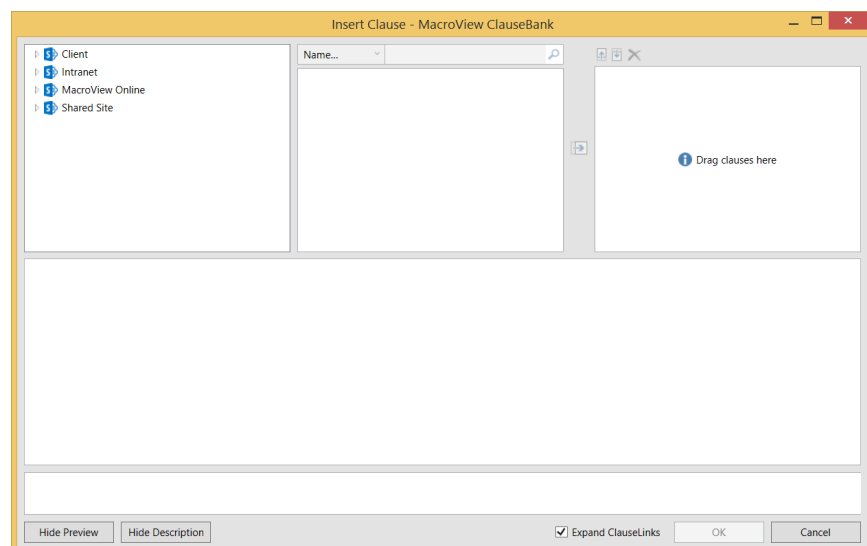 Insert Clause - MacroView ClauseBank
Client
Intranet
MacroView Online
Shared Site
Name...
Drag clauses here
Hide Preview
Hide Description
Expand ClauseLinks
OK
Cancel